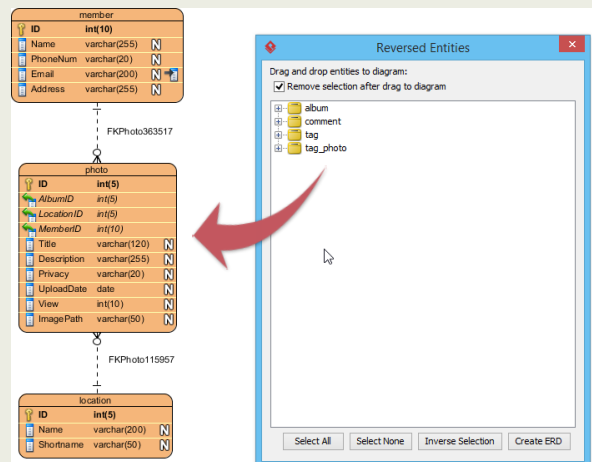 member
ID int(10)
Name varchar(255) N
PhoneNum varchar(20) N
Email varchar(200) N
Address varchar(255) N
FKPhoto363517
photo
ID int(5)
AlbumID int(5)
LocationID int(5)
MemberID int(10)
Title varchar(120) N
Description varchar(255) N
Privacy varchar(20) N
UploadDate date N
View int(10) N
ImagePath varchar(50) N
FKPhoto115957
location
ID int(5)
Name varchar(200) N
Shortname varchar(50) N
Reversed Entities
Drag and drop entities to diagram:
Remove selection after drag to diagram
album
comment
tag
tag_photo
Select All Select None Inverse Selection Create ERD